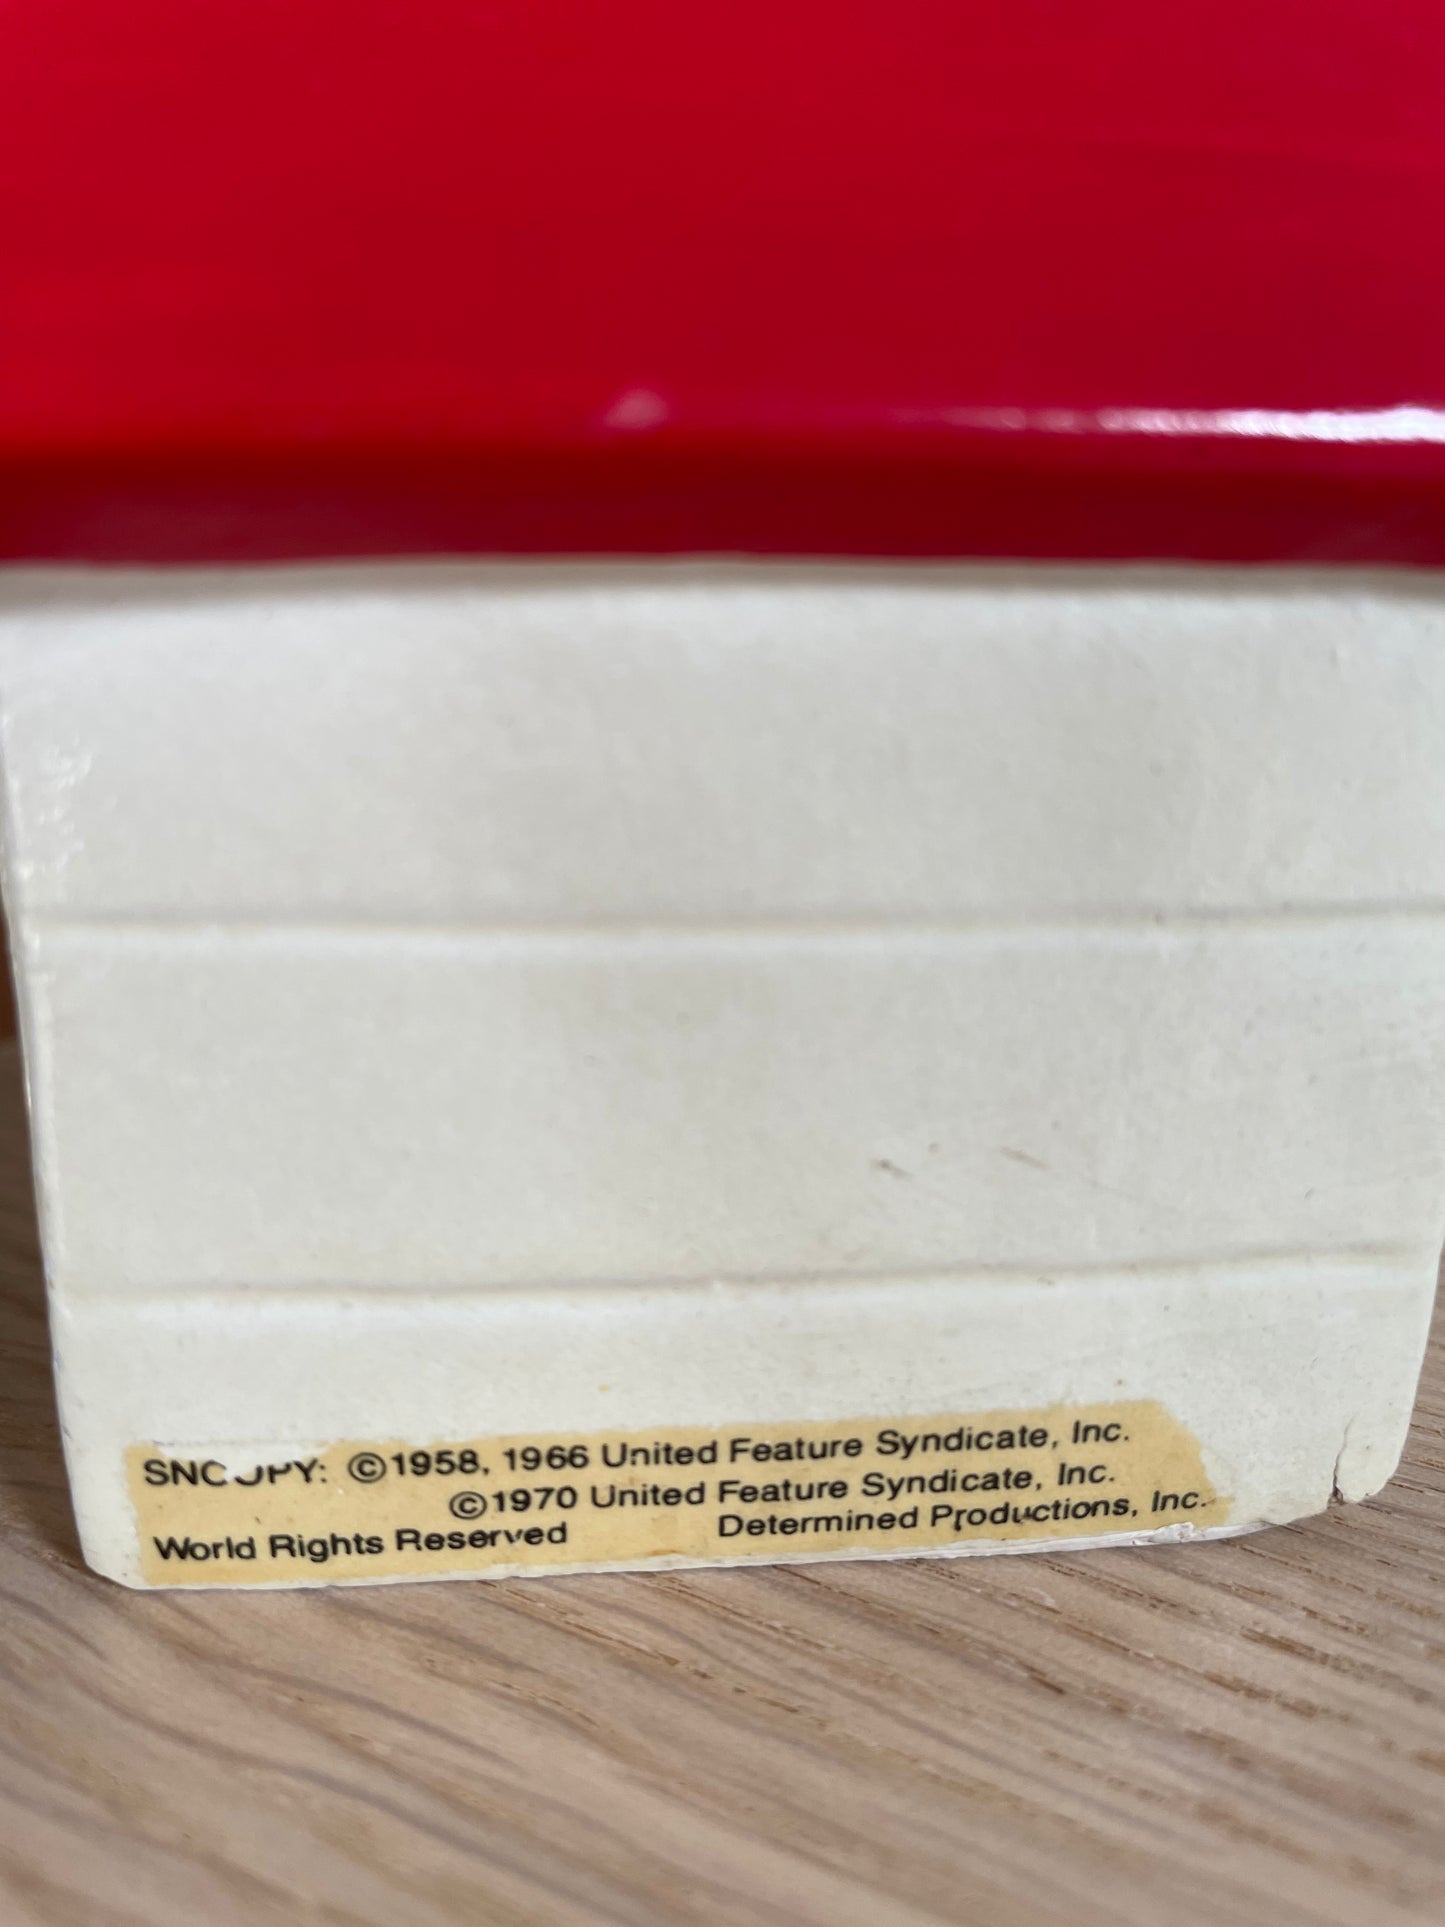 SNOOPY: ©1958, 1966 United Feature Syndicate, Inc.
©1970 United Feature Syndicate, Inc.
World Rights Reserved Determined Productions, Inc.